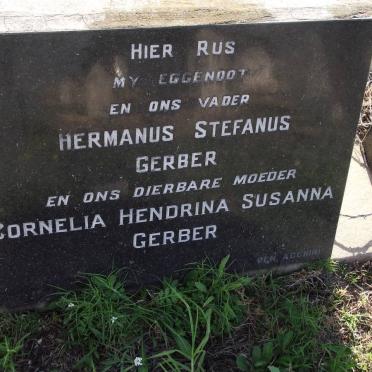 HIER RUS
MY EGGENOOT
EN ONS VADER
HERMANUS STEFANUS
GERBER
EN ONS DIERBARE MOEDER
CORNELIA HENDRINA SUSANNA
GERBER